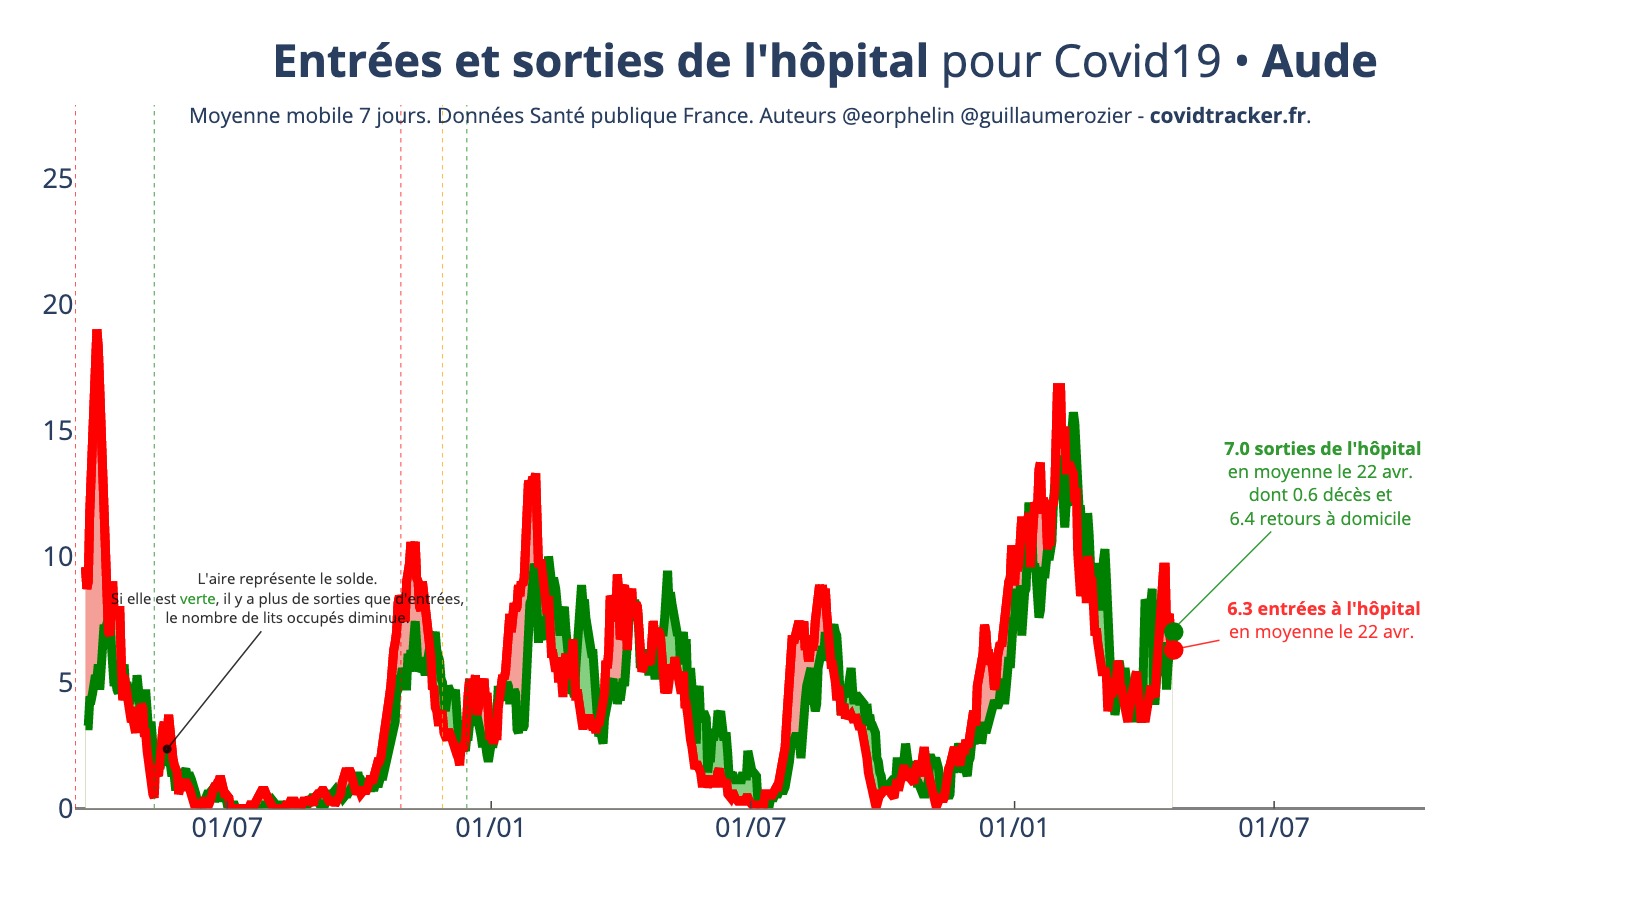 Entrées et sorties de l'hôpital pour Covid19 • Aude
Moyenne mobile 7 jours. Données Santé publique France. Auteurs @eorphelin @guillaumerozier - covidtracker.fr.
25
20
15
10
5
0
L'aire représente le solde.
Si elle est verte, il y a plus de sorties que d'entrées,
le nombre de lits occupés diminue.
7.0 sorties de l'hôpital
en moyenne le 22 avr.
dont 0.6 décès et
6.4 retours à domicile
6.3 entrées à l'hôpital
en moyenne le 22 avr.
01/07
01/01
01/07
01/01
01/07